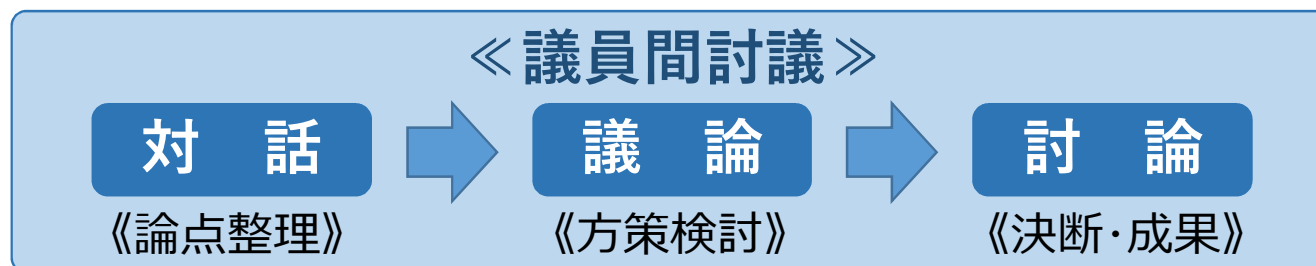 ≪議員間討議≫
対　話
議　論
討　論
《論点整理》
《方策検討》
《決断・成果》